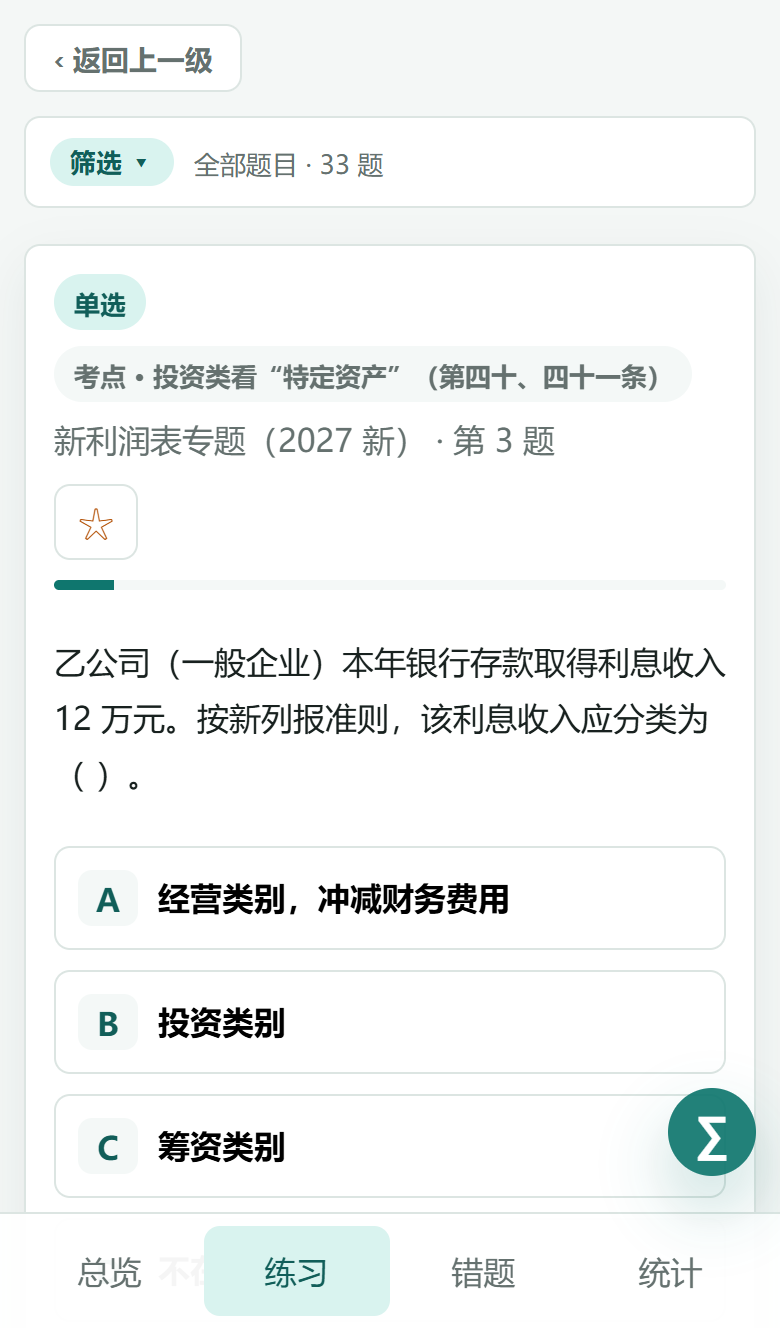 ‹ 返回上一级
筛选 ▼ 全部题目 · 33 题
单选
考点 • 投资类看“特定资产”（第四十、四十一条）
新利润表专题（2027 新） · 第 3 题
☆
乙公司（一般企业）本年银行存款取得利息收入
12 万元。按新列报准则，该利息收入应分类为
（ ）。
A 经营类别，冲减财务费用
B 投资类别
C 筹资类别
∑
总览 练习 错题 统计